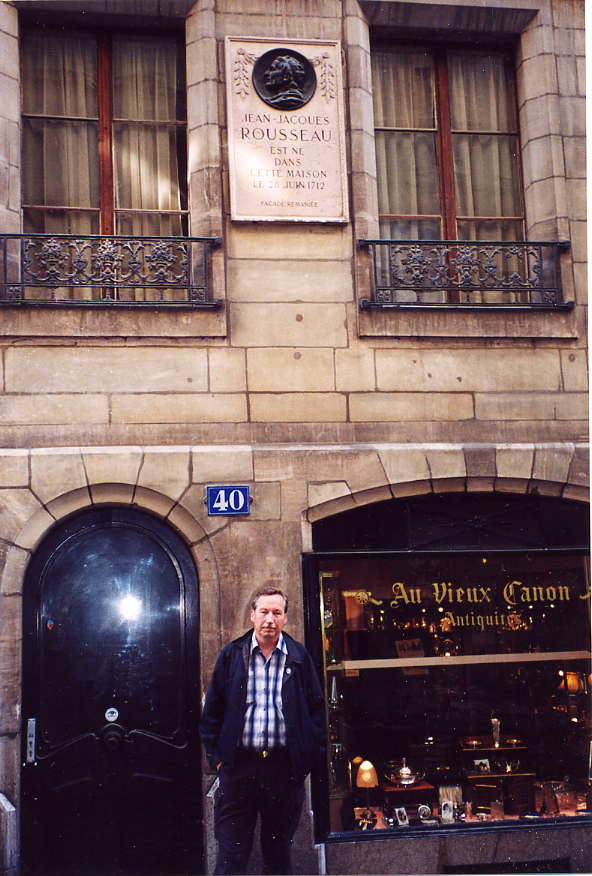 JEAN-JACQUES
ROUSSEAU
EST NÉ
DANS
CETTE MAISON
LE 28 JUIN 1712
FAÇADE REMANIÉE
40
Au Vieux Canon
Antiquités